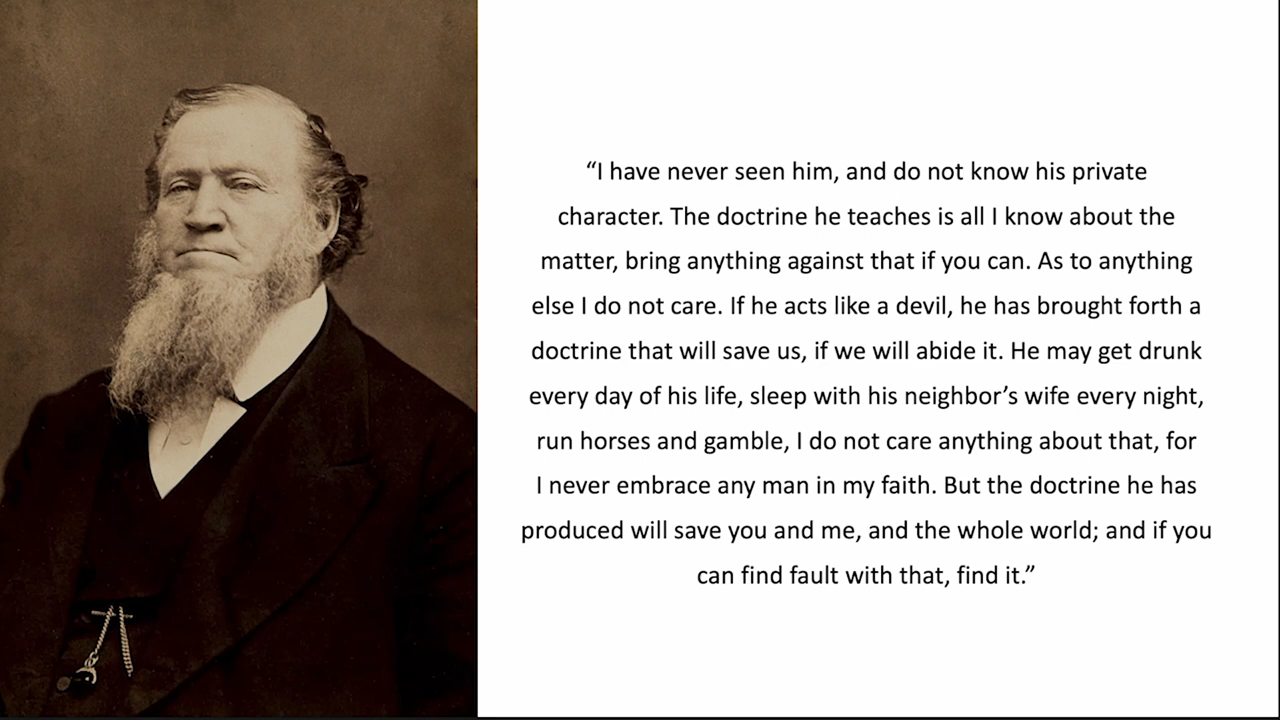 “I have never seen him, and do not know his private
character. The doctrine he teaches is all I know about the
matter, bring anything against that if you can. As to anything
else I do not care. If he acts like a devil, he has brought forth a
doctrine that will save us, if we will abide it. He may get drunk
every day of his life, sleep with his neighbor’s wife every night,
run horses and gamble, I do not care anything about that, for
I never embrace any man in my faith. But the doctrine he has
produced will save you and me, and the whole world; and if you
can find fault with that, find it.”